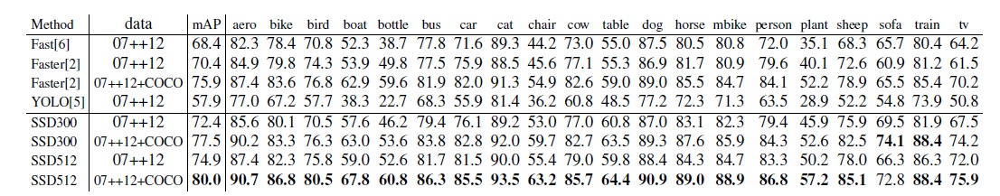 Method data mAP aero bike bird boat bottle bus car cat chair cow table dog horse mbike person plant sheep sofa train tv
Fast[6] 07++12 68.4 82.3 78.4 70.8 52.3 38.7 77.8 71.6 89.3 44.2 73.0 55.0 87.5 80.5 80.8 72.0 35.1 68.3 65.7 80.4 64.2
Faster[2] 07++12 70.4 84.9 79.8 74.3 53.9 49.8 77.5 75.9 88.5 45.6 77.1 55.3 86.9 81.7 80.9 79.6 40.1 72.6 60.9 81.2 61.5
Faster[2] 07++12+COCO 75.9 87.4 83.6 76.8 62.9 59.6 81.9 82.0 91.3 54.9 82.6 59.0 89.0 85.5 84.7 84.1 52.2 78.9 65.5 85.4 70.2
YOLO[5] 07++12 57.9 77.0 67.2 57.7 38.3 22.7 68.3 55.9 81.4 36.2 60.8 48.5 77.2 72.3 71.3 63.5 28.9 52.2 54.8 73.9 50.8
SSD300 07++12 72.4 85.6 80.1 70.5 57.6 46.2 79.4 76.1 89.2 53.0 77.0 60.8 87.0 83.1 82.3 79.4 45.9 75.9 69.5 81.9 67.5
SSD300 07++12+COCO 77.5 90.2 83.3 76.3 63.0 53.6 83.8 82.8 92.0 59.7 82.7 63.5 89.3 87.6 85.9 84.3 52.6 82.5 74.1 88.4 74.2
SSD512 07++12 74.9 87.4 82.3 75.8 59.0 52.6 81.7 81.5 90.0 55.4 79.0 59.8 88.4 84.3 84.7 83.3 50.2 78.0 66.3 86.3 72.0
SSD512 07++12+COCO 80.0 90.7 86.8 80.5 67.8 60.8 86.3 85.5 93.5 63.2 85.7 64.4 90.9 89.0 88.9 86.8 57.2 85.1 72.8 88.4 75.9